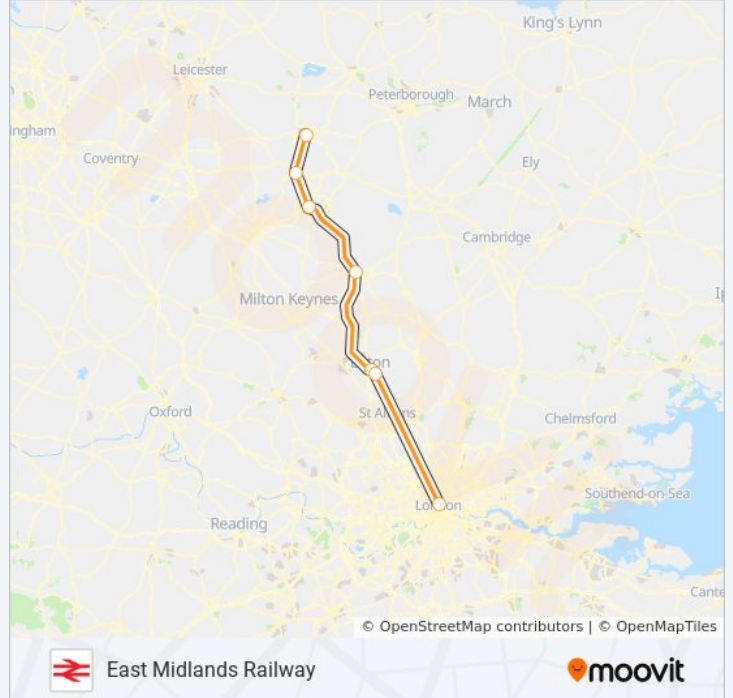 King's Lynn
Leicester
Peterborough
March
ingham
Coventry
Ely
Cambridge
Milton Keynes
Oxford
St Albans
Chelmsford
London
Southend-on-Sea
Reading
Cante
© OpenStreetMap contributors | © OpenMapTiles
East Midlands Railway
moovit